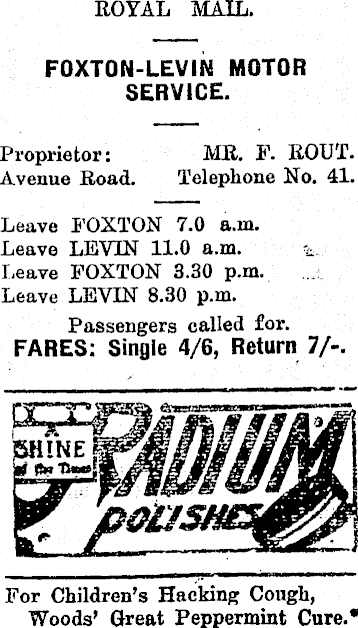 ROYAL MAIL.
FOXTON-LEVIN MOTOR
SERVICE.
Proprietor: MR. F. ROUT.
Avenue Road. Telephone No. 41.
Leave FOXTON 7.0 a.m.
Leave LEVIN 11.0 a.m.
Leave FOXTON 3.30 p.m.
Leave LEVIN 8.30 p.m.
Passengers called for.
FARES: Single 4/6, Return 7/-.
A
SHINE
of the Times
RADIUM
POLISHES
For Children's Hacking Cough,
Woods' Great Peppermint Cure.*